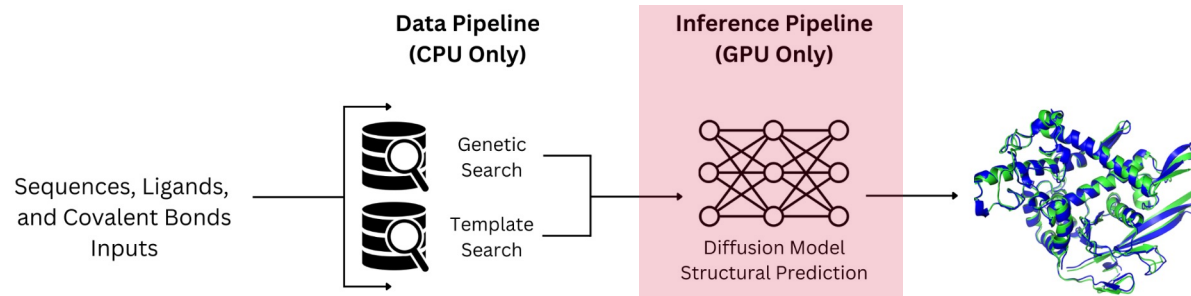 Data Pipeline
(CPU Only)
Inference Pipeline
(GPU Only)
Sequences, Ligands,
and Covalent Bonds
Inputs
Genetic
Search
Template
Search
Diffusion Model
Structural Prediction